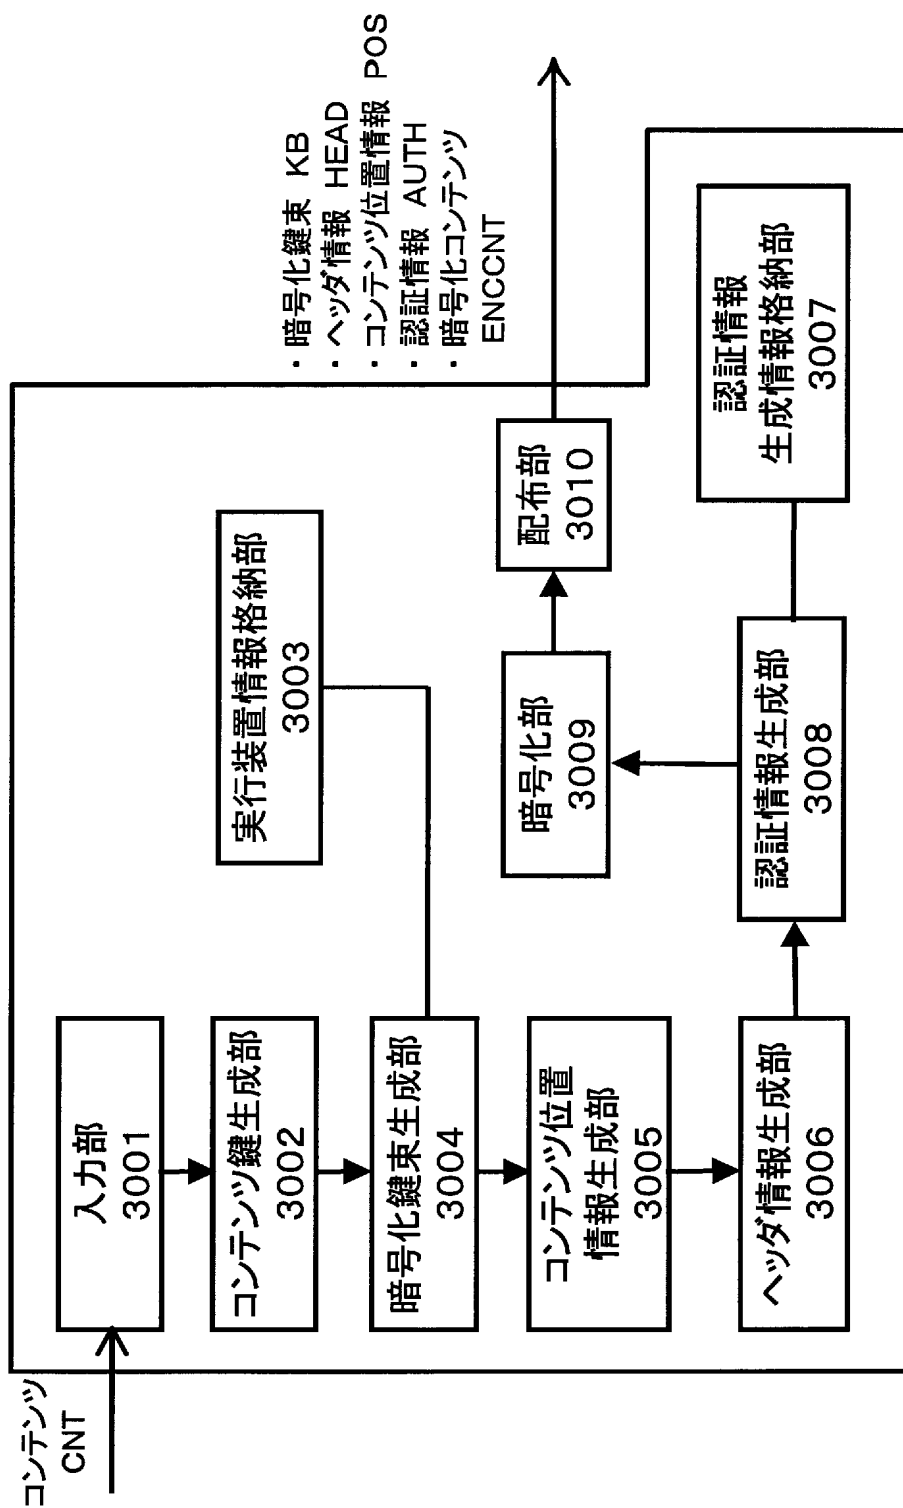 コンテンツ
CNT
入力部
3001
コンテンツ鍵生成部
3002
実行装置情報格納部
3003
暗号化鍵束生成部
3004
コンテンツ位置
情報生成部
3005
ヘッダ情報生成部
3006
認証情報
生成情報格納部
3007
認証情報生成部
3008
暗号化部
3009
配布部
3010
・暗号化鍵束 KB
・ヘッダ情報 HEAD
・コンテンツ位置情報 POS
・認証情報 AUTH
・暗号化コンテンツ
ENCCNT